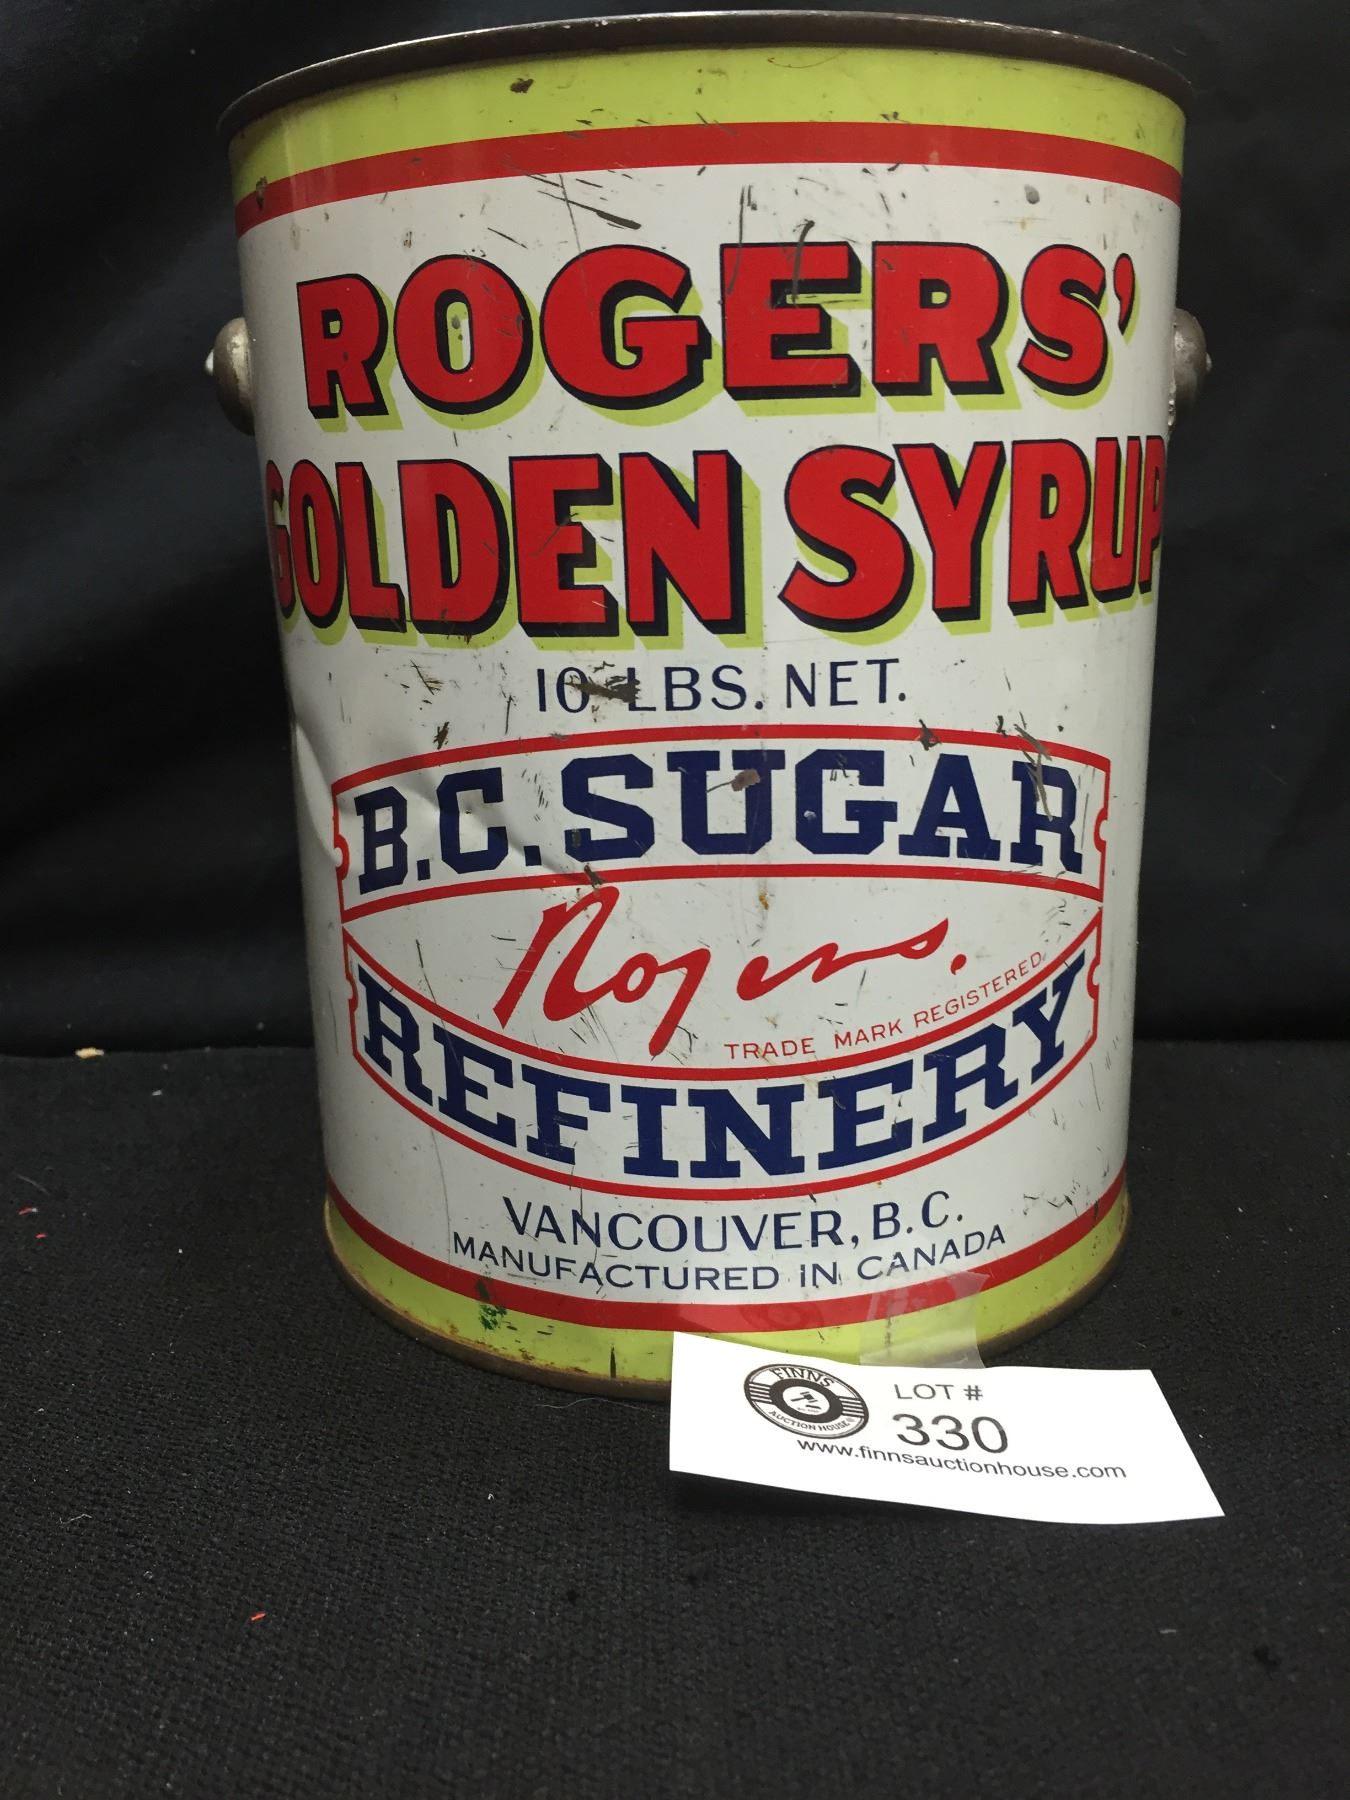 ROGERS'
GOLDEN SYRUP
10 LBS. NET.
B.C. SUGAR
Rogers.
TRADE MARK REGISTERED
REFINERY
VANCOUVER, B.C.
MANUFACTURED IN CANADA
FINNS
AUCTION HOUSE
LOT #
330
www.finnsauctionhouse.com